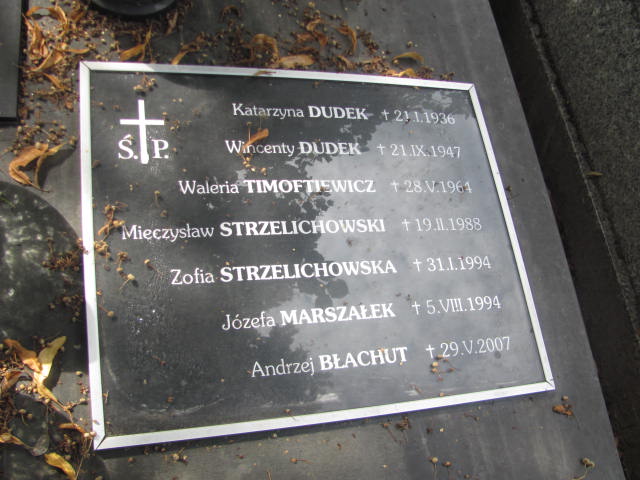 Ś. P.
Katarzyna DUDEK † 21.I.1936
Wincenty DUDEK † 21.IX.1947
Waleria TIMOFTIEWICZ † 28.V.1964
Mieczysław STRZELICHOWSKI † 19.II.1988
Zofia STRZELICHOWSKA † 31.I.1994
Józefa MARSZAŁEK † 5.VIII.1994
Andrzej BŁACHUT † 29.V.2007